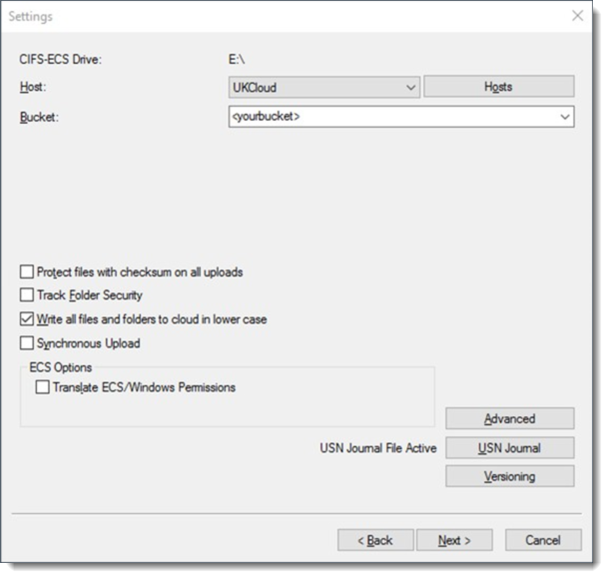 Settings
CIFS-ECS Drive: E:\
Host: UKCloud Hosts
Bucket: <yourbucket>
Protect files with checksum on all uploads
Track Folder Security
Write all files and folders to cloud in lower case
Synchronous Upload
ECS Options
Translate ECS/Windows Permissions
Advanced
USN Journal File Active USN Journal
Versioning
< Back Next > Cancel